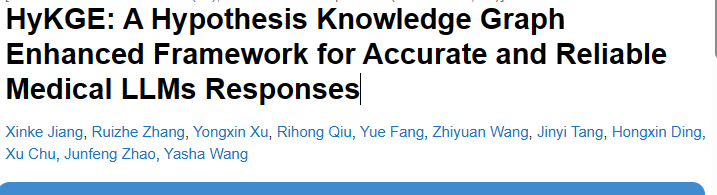 HyKGE: A Hypothesis Knowledge Graph
Enhanced Framework for Accurate and Reliable
Medical LLMs Responses
Xinke Jiang, Ruizhe Zhang, Yongxin Xu, Rihong Qiu, Yue Fang, Zhiyuan Wang, Jinyi Tang, Hongxin Ding,
Xu Chu, Junfeng Zhao, Yasha Wang